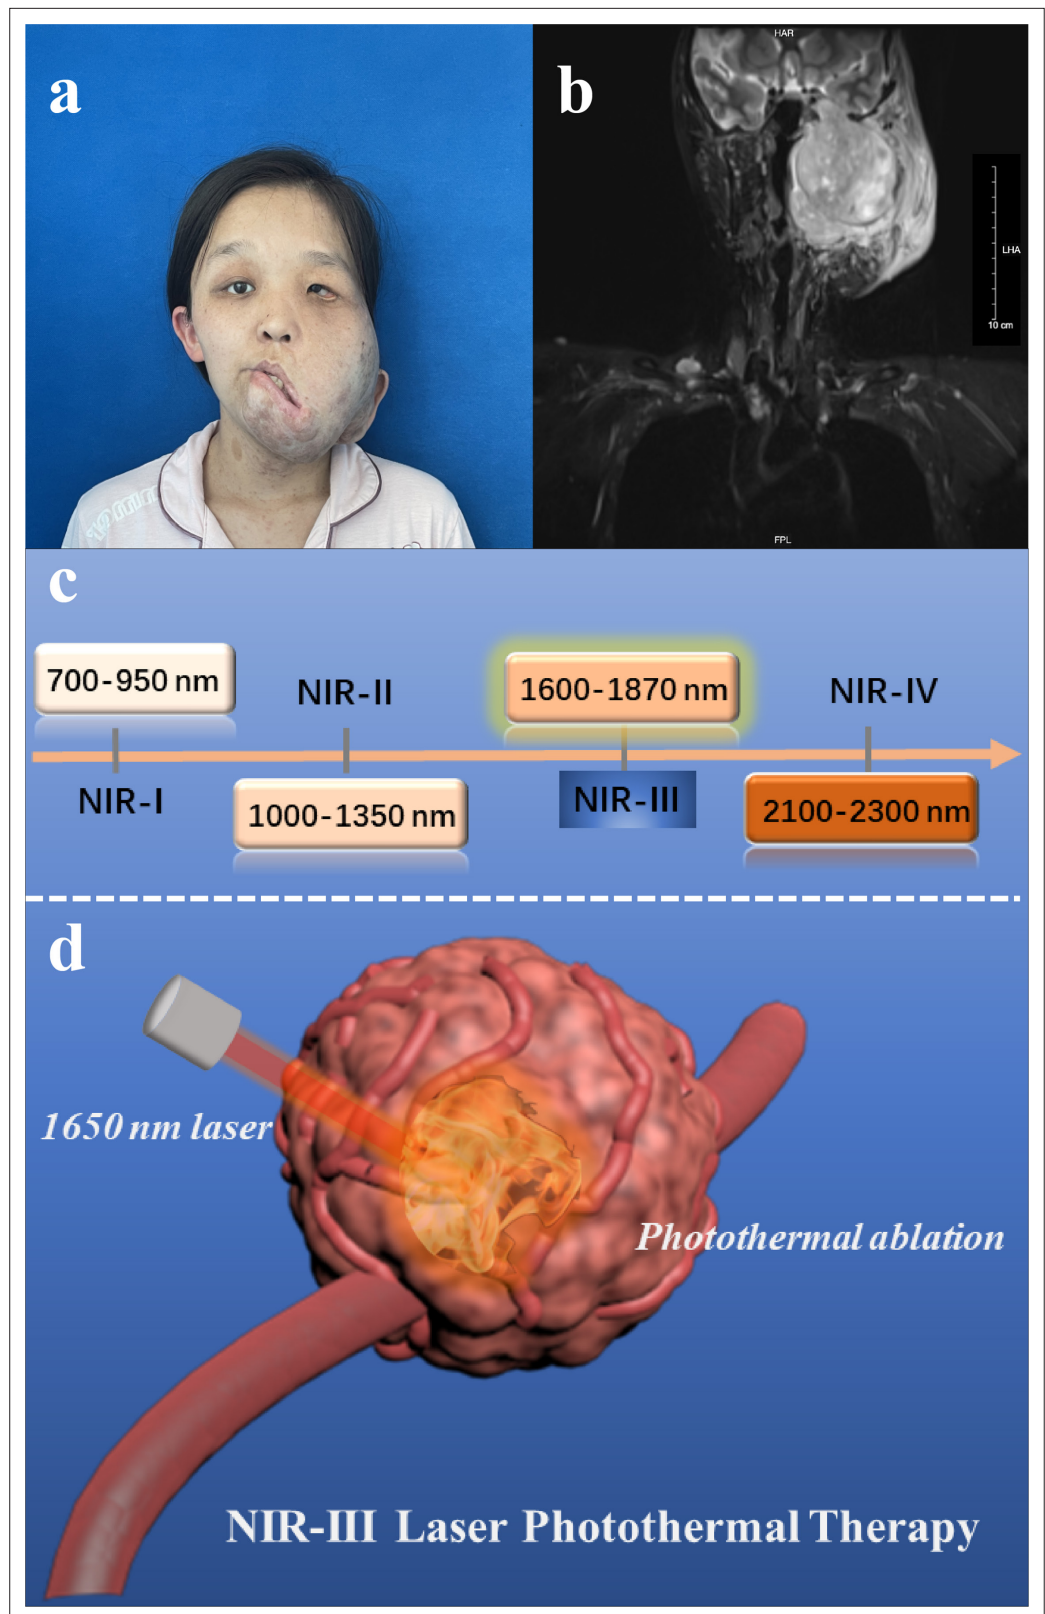 a
b
HAR
LHA
10 cm
FPL
c
700-950 nm
NIR-II
1600-1870 nm
NIR-IV
NIR-I
1000-1350 nm
NIR-III
2100-2300 nm
d
1650 nm laser
Photothermal ablation
NIR-III Laser Photothermal Therapy